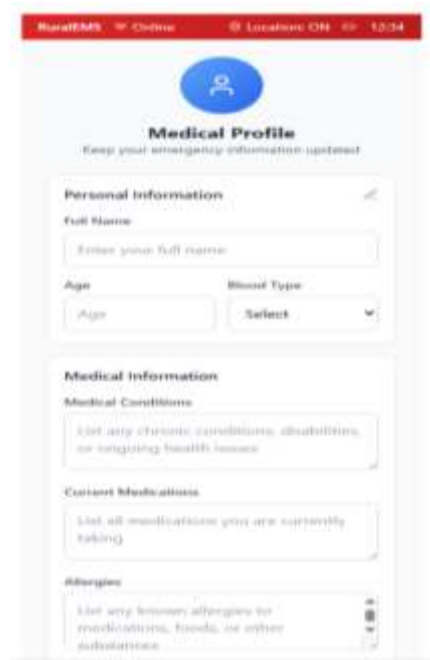 RuralEMS Online Location: ON 12:34
Medical Profile
Keep your emergency information updated
Personal Information
Full Name
Enter your full name
Age Blood Type
Age Select
Medical Information
Medical Conditions
List any chronic conditions, disabilities,
or ongoing health issues
Current Medications
List all medications you are currently
taking
Allergies
List any known allergies to
medications, foods, or other
substances